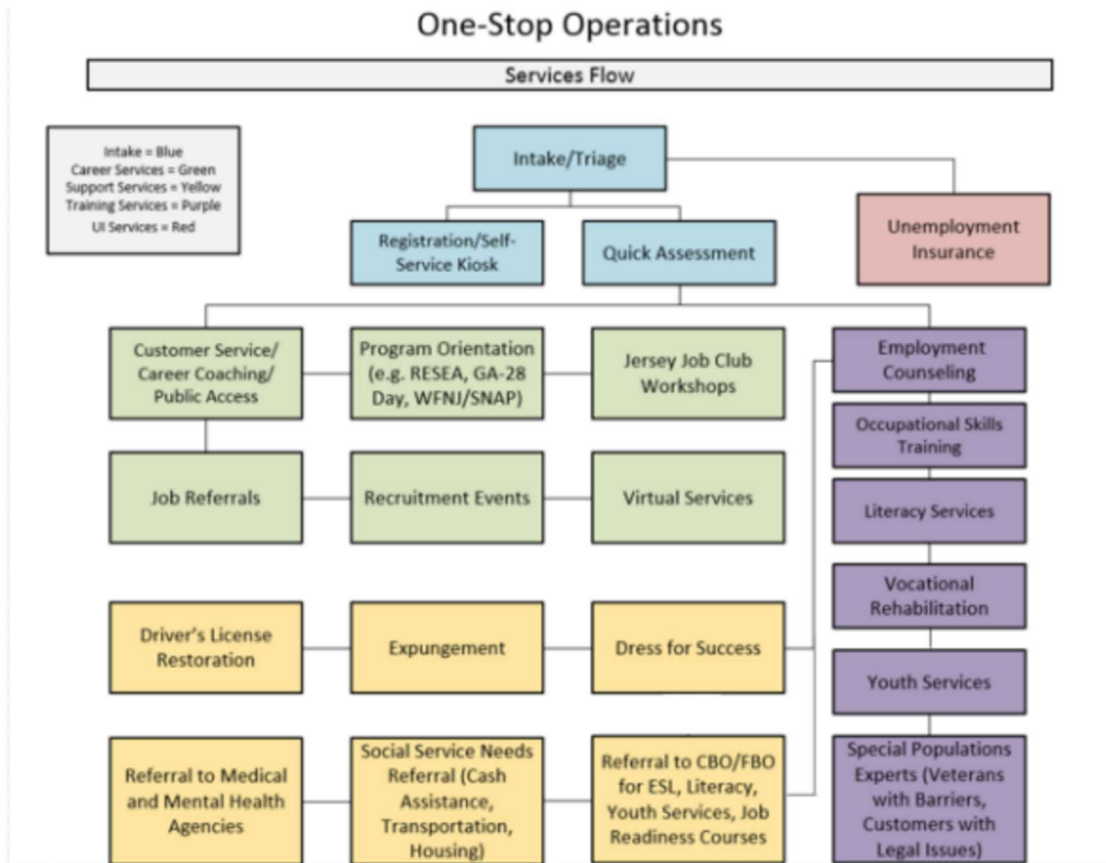 One-Stop Operations
Services Flow
Intake = Blue
Career Services = Green
Support Services = Yellow
Training Services = Purple
UI Services = Red
Intake/Triage
Unemployment
Insurance
Registration/Self-
Service Kiosk
Quick Assessment
Customer Service/
Career Coaching/
Public Access
Program Orientation
(e.g. RESEA, GA-28
Day, WFNJ/SNAP)
Jersey Job Club
Workshops
Employment
Counseling
Occupational Skills
Training
Job Referrals
Recruitment Events
Virtual Services
Literacy Services
Vocational
Rehabilitation
Driver's License
Restoration
Expungement
Dress for Success
Youth Services
Referral to Medical
and Mental Health
Agencies
Social Service Needs
Referral (Cash
Assistance,
Transportation,
Housing)
Referral to CBO/FBO
for ESL, Literacy,
Youth Services, Job
Readiness Courses
Special Populations
Experts (Veterans
with Barriers,
Customers with
Legal Issues)